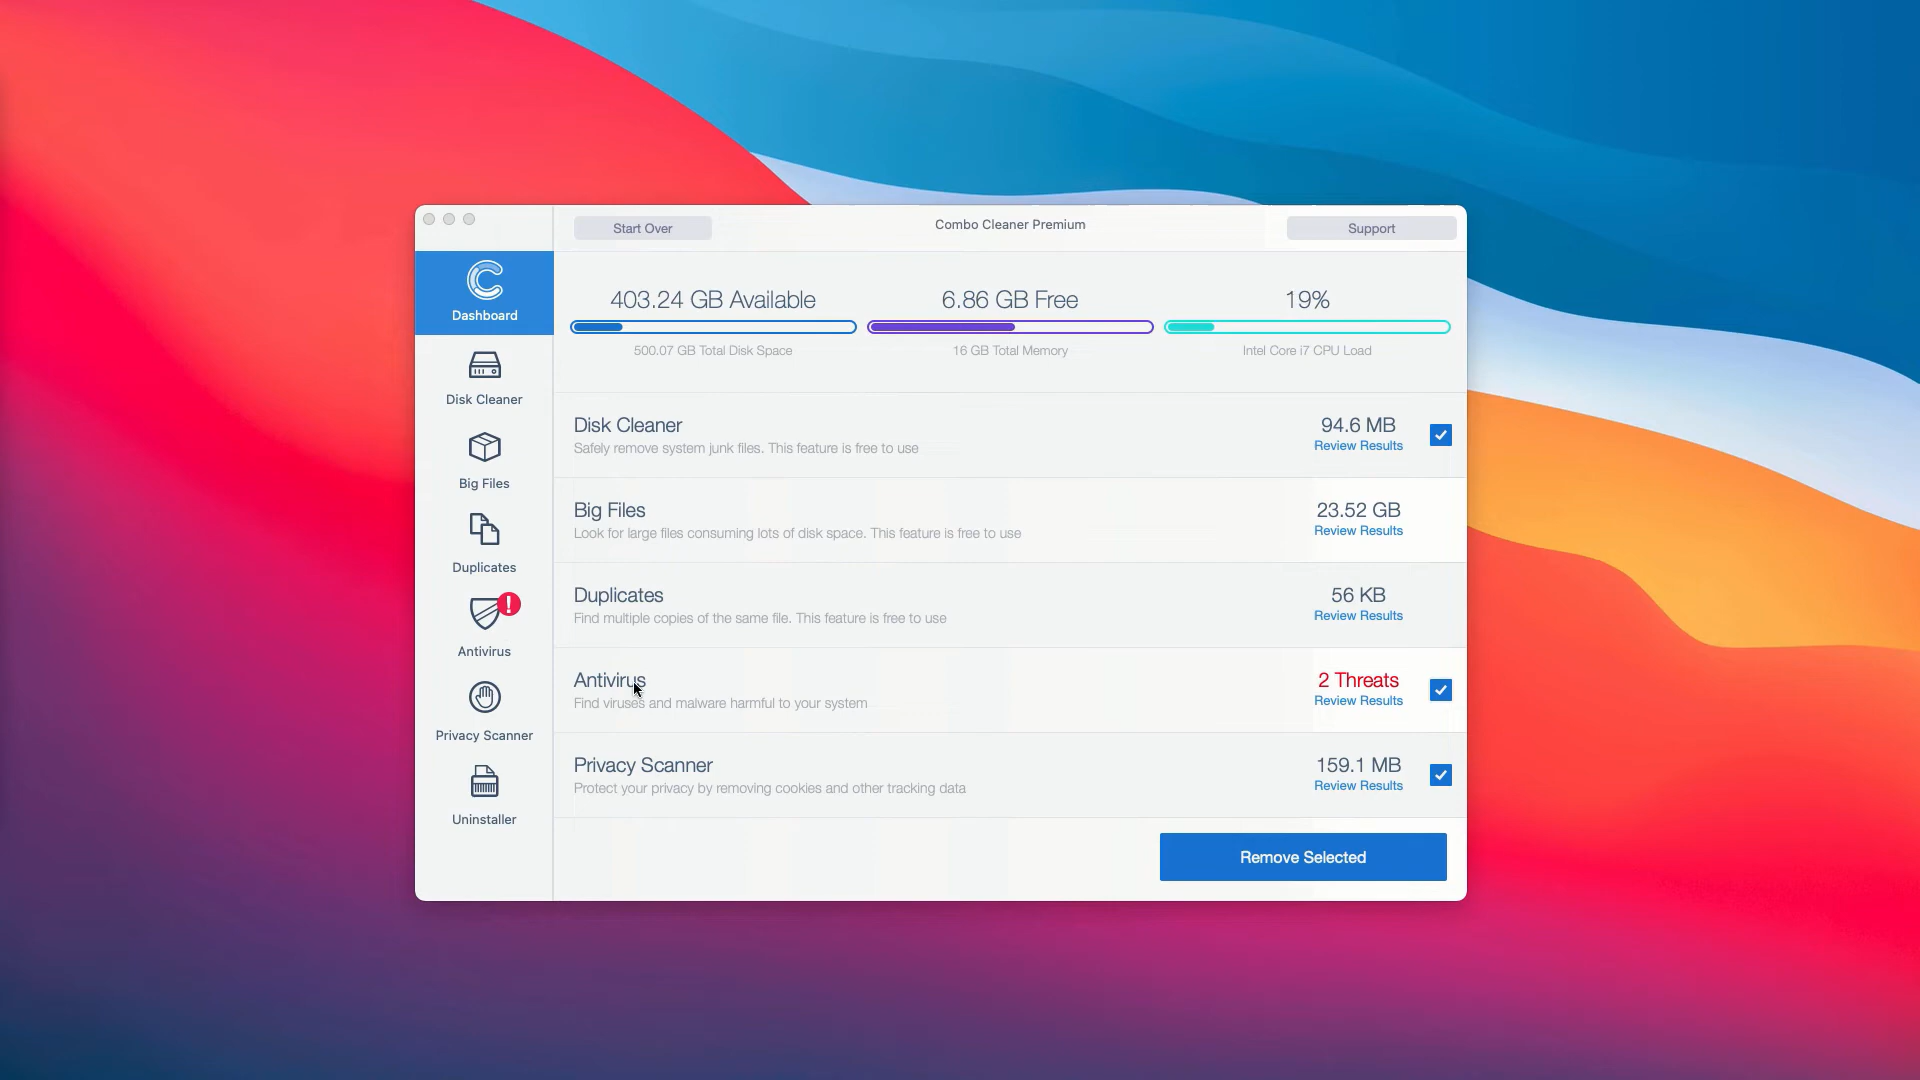 Start Over
Combo Cleaner Premium
Support
Dashboard
Disk Cleaner
Big Files
Duplicates
Antivirus
Privacy Scanner
Uninstaller
403.24 GB Available
500.07 GB Total Disk Space
6.86 GB Free
16 GB Total Memory
19%
Intel Core i7 CPU Load
Disk Cleaner
Safely remove system junk files. This feature is free to use
94.6 MB
Review Results
Big Files
Look for large files consuming lots of disk space. This feature is free to use
23.52 GB
Review Results
Duplicates
Find multiple copies of the same file. This feature is free to use
56 KB
Review Results
Antivirus
Find viruses and malware harmful to your system
2 Threats
Review Results
Privacy Scanner
Protect your privacy by removing cookies and other tracking data
159.1 MB
Review Results
Remove Selected